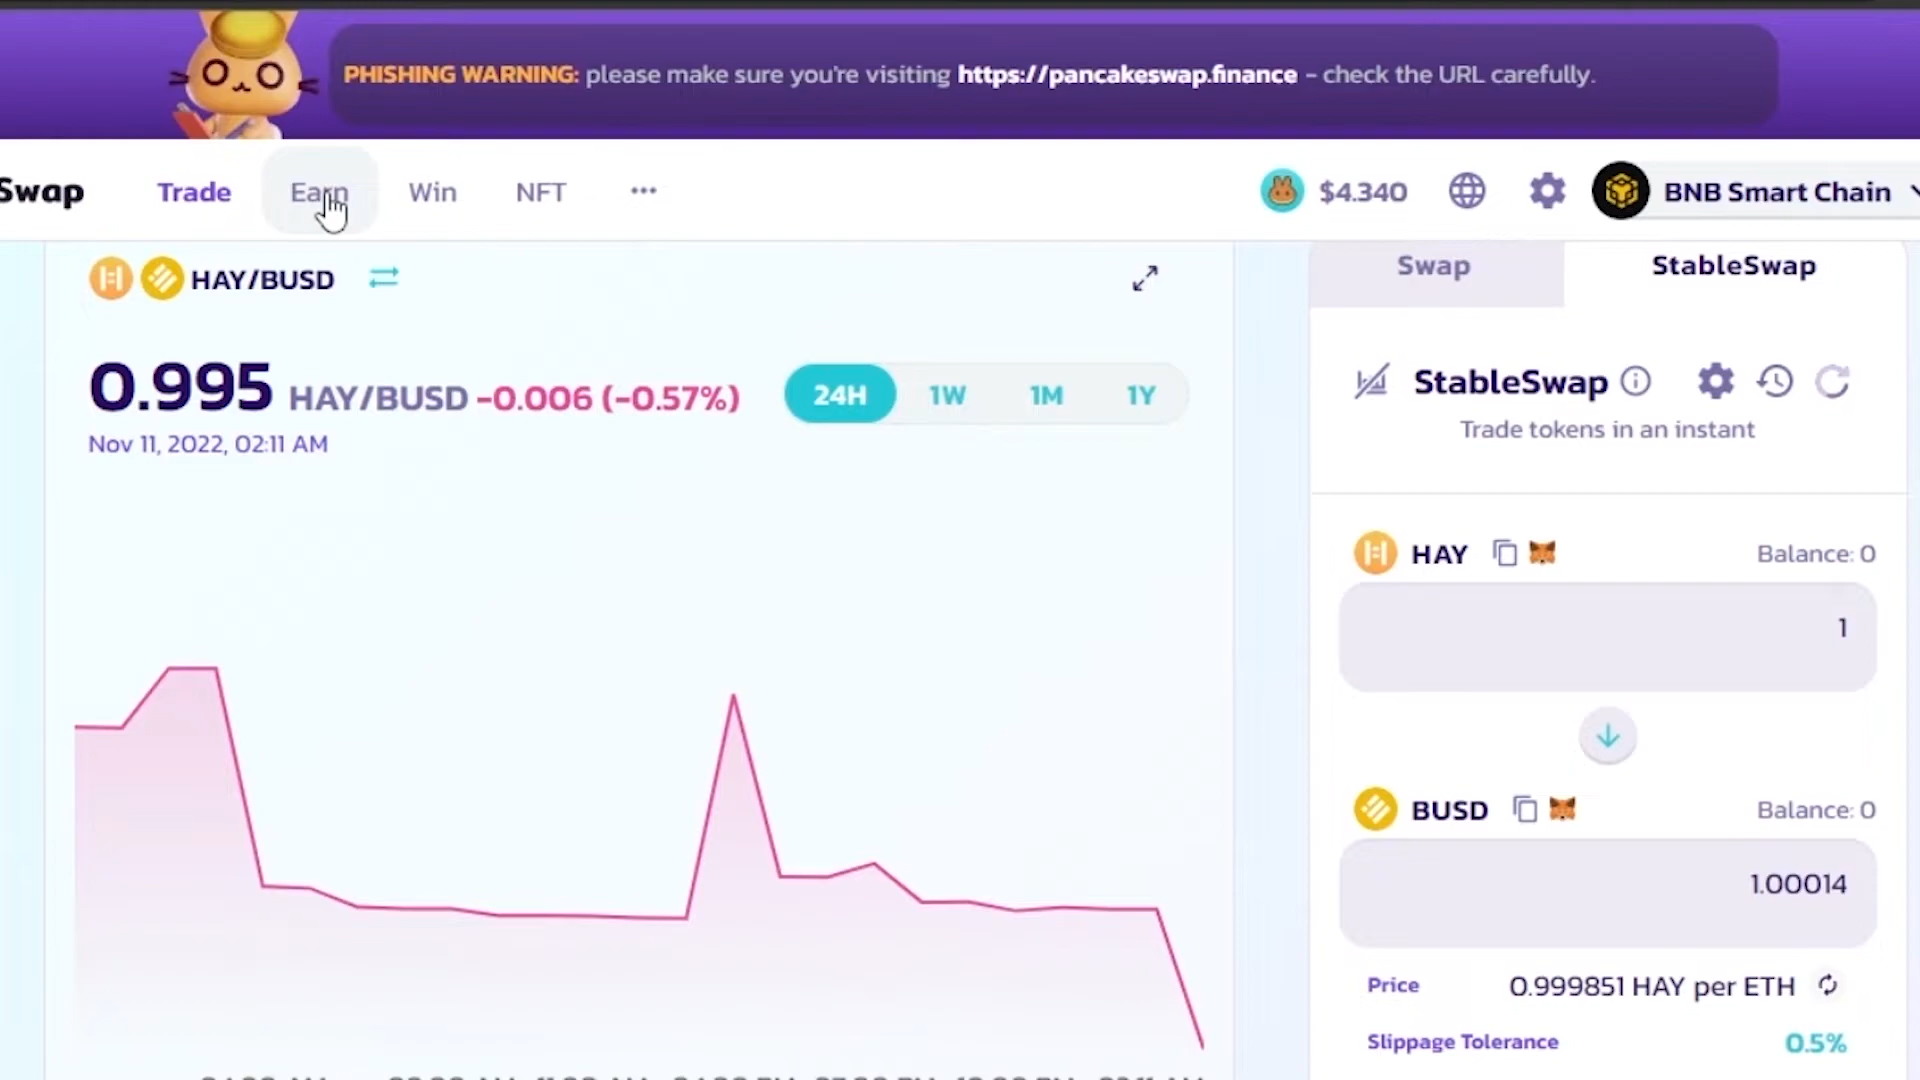 PHISHING WARNING: please make sure you're visiting https://pancakeswap.finance - check the URL carefully.
Swap Trade Earn Win NFT ••• $4.340 BNB Smart Chain
HAY/BUSD
0.995 HAY/BUSD -0.006 (-0.57%)
24H 1W 1M 1Y
Nov 11, 2022, 02:11 AM
Swap StableSwap
StableSwap
Trade tokens in an instant
HAY Balance: 0
1
BUSD Balance: 0
1.00014
Price 0.999851 HAY per ETH
Slippage Tolerance 0.5%